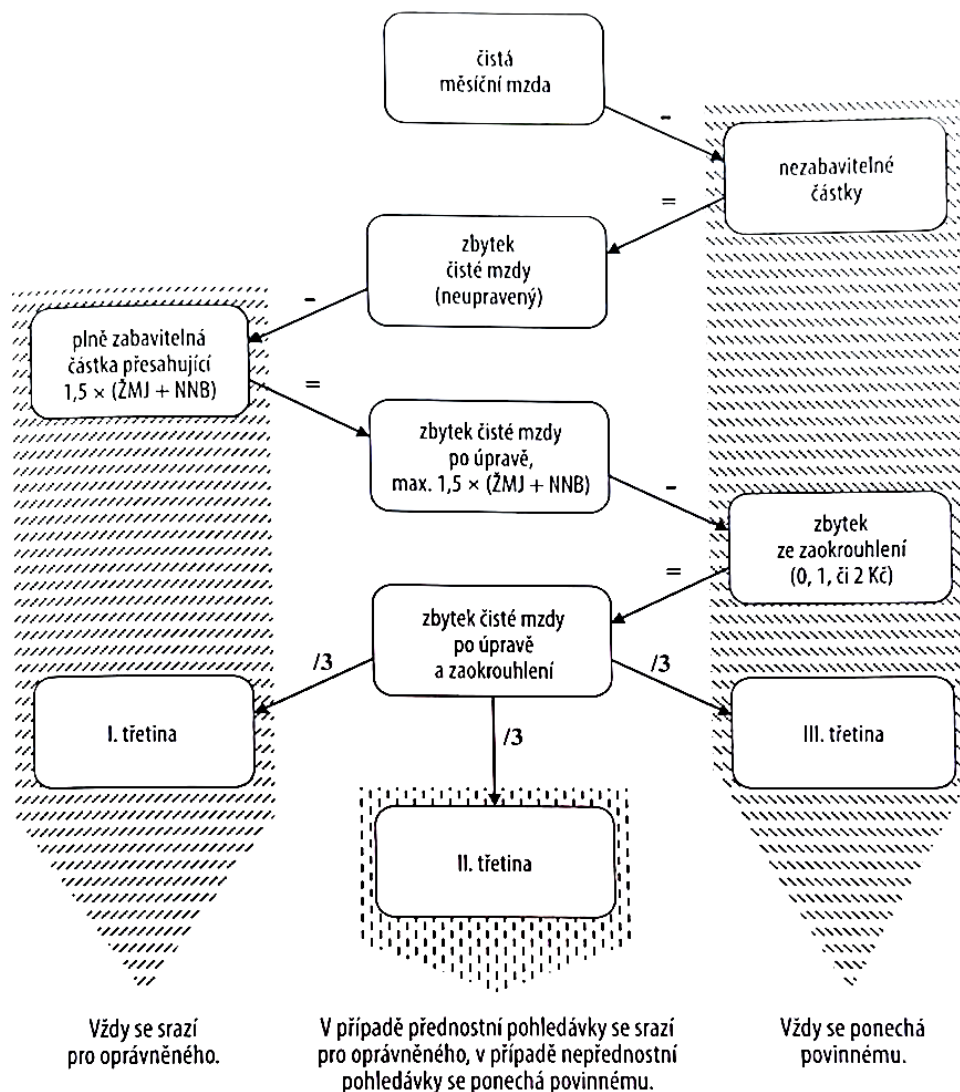 čistá
měsíční mzda
-
nezabavitelné
částky
=
zbytek
čisté mzdy
(neupravený)
-
plně zabavitelná
částka přesahující
1,5 × (ŽMJ + NNB)
=
zbytek čisté mzdy
po úpravě,
max. 1,5 × (ŽMJ + NNB)
-
zbytek
ze zaokrouhlení
(0, 1, či 2 Kč)
=
zbytek čisté mzdy
po úpravě
a zaokrouhlení
/3
/3
I. třetina
/3
III. třetina
II. třetina
Vždy se srazí
pro oprávněného.
V případě přednostní pohledávky se srazí
pro oprávněného, v případě nepřednostní
pohledávky se ponechá povinnému.
Vždy se ponechá
povinnému.